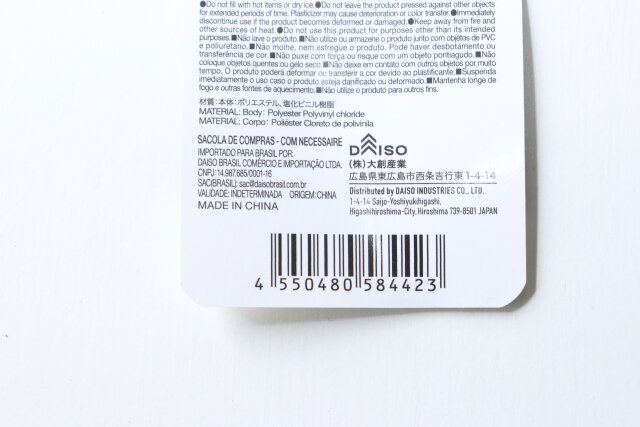 ●Do not fill with hot items or dry ice. ●Do not leave the product pressed against other objects
for extended periods of time. Plasticizer may cause deterioration or color transfer. ●Immediately
discontinue use if the product becomes deformed or damaged. ●Keep away from fire and
other sources of heat. ●Do not use this product for purposes other than its intended
purposes. ■Não lave o produto. ■Não utilize ou armazene o produto junto com objetos de PVC
e poliuretano. ■Não molhe, nem esfregue o produto. Pode haver desbotamento ou
transferência de cor. ■Não puxe com força ou risque com um objeto pontiagudo. ■Não
coloque objetos quentes ou gelo seco. ■Não deixe em contato com outros objetos por muito
tempo. O produto poderá deformar ou transferir a cor devido ao plastificante. ■Suspenda
imediatamente o uso caso o produto esteja danificado ou deformado. ■Mantenha longe de
fogo e outras fontes de aquecimento. ■Não utilize o produto para outros fins.
材質:本体:ポリエステル、塩化ビニル樹脂
MATERIAL: Body: Polyester Polyvinyl chloride
MATERIAL: Corpo: Poliéster Cloreto de polivinila
SACOLA DE COMPRAS - COM NECESSAIRE
IMPORTADO PARA BRASIL POR:
DAISO BRASIL COMÉRCIO E IMPORTAÇÃO LTDA.
CNPJ: 14.987.685/0001-16
SAC(BRASIL): sac@daisobrasil.com.br
VALIDADE: INDETERMINADA ORIGEM: CHINA
MADE IN CHINA
DAISO
(株)大創産業
広島県東広島市西条吉行東 1-4-14
Distributed by DAISO INDUSTRIES CO., LTD.
1-4-14 Saijo-Yoshiyukihigashi,
Higashihiroshima-City, Hiroshima 739-8501 JAPAN
4 550480 584423